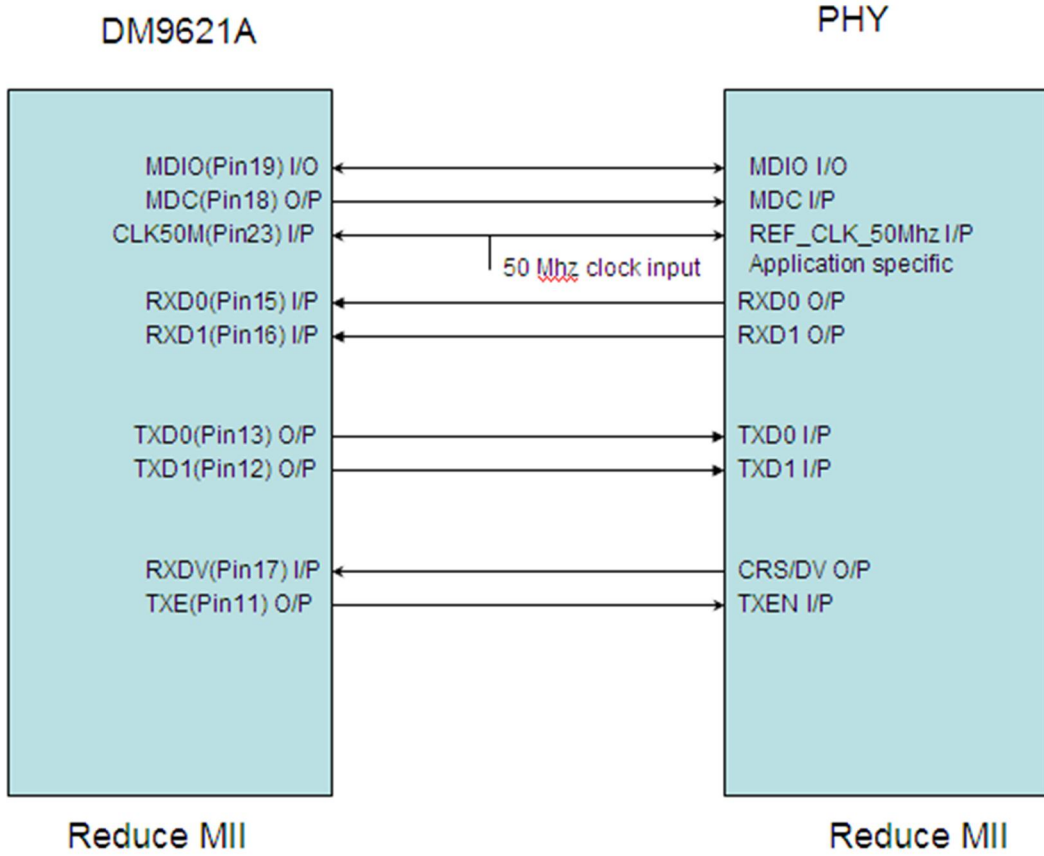 DM9621A
PHY
MDIO(Pin19) I/O
MDIO I/O
MDC(Pin18) O/P
MDC I/P
CLK50M(Pin23) I/P
REF_CLK_50Mhz I/P
50 Mhz clock input
Application specific
RXD0(Pin15) I/P
RXD0 O/P
RXD1(Pin16) I/P
RXD1 O/P
TXD0(Pin13) O/P
TXD0 I/P
TXD1(Pin12) O/P
TXD1 I/P
RXDV(Pin17) I/P
CRS/DV O/P
TXE(Pin11) O/P
TXEN I/P
Reduce MII
Reduce MII